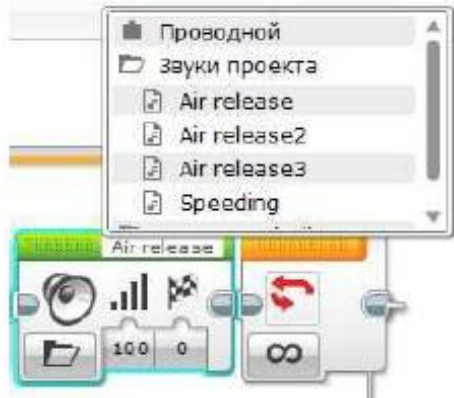 Проводной
Звуки проекта
Air release
Air release2
Air release3
Speeding
Air release
100 0
∞